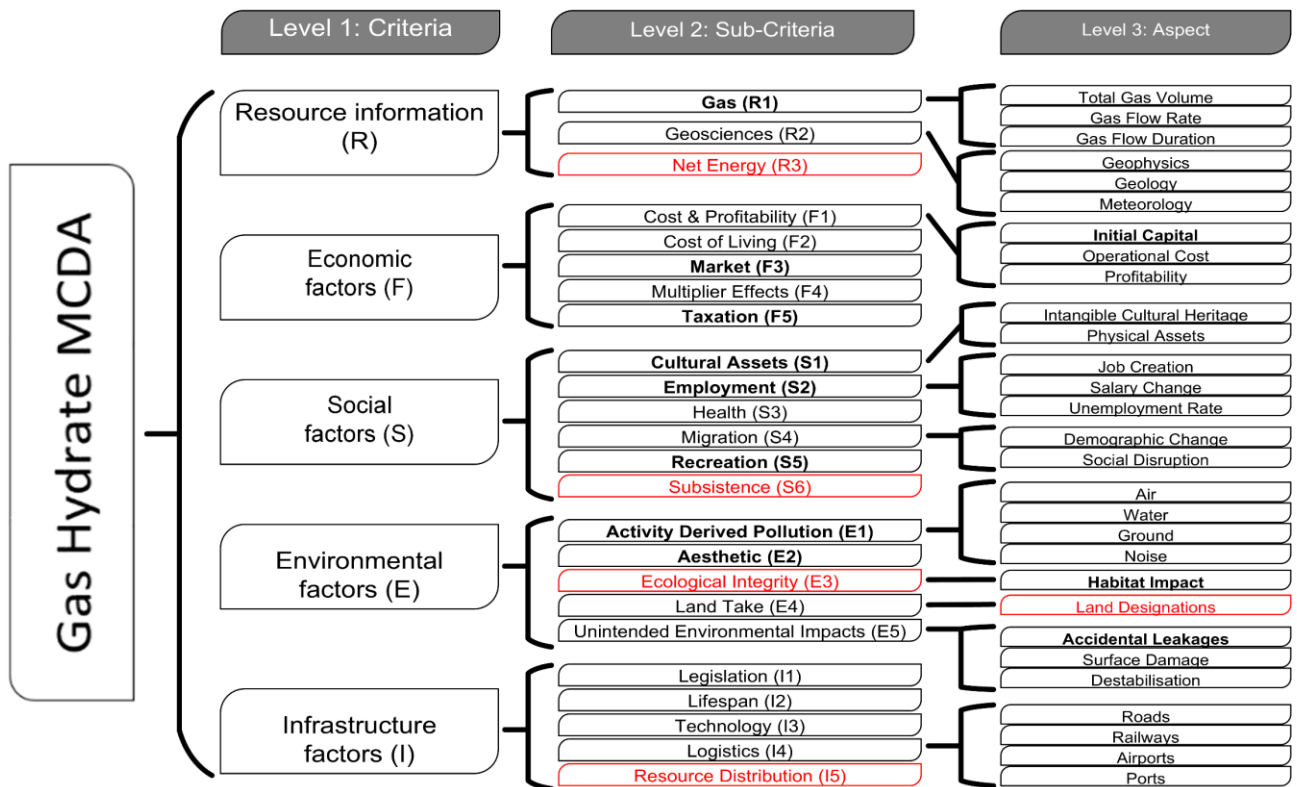 Gas Hydrate MCDA
Level 1: Criteria
Resource information
(R)
Economic
factors (F)
Social
factors (S)
Environmental
factors (E)
Infrastructure
factors (I)
Level 2: Sub-Criteria
Gas (R1)
Geosciences (R2)
Net Energy (R3)
Cost & Profitability (F1)
Cost of Living (F2)
Market (F3)
Multiplier Effects (F4)
Taxation (F5)
Cultural Assets (S1)
Employment (S2)
Health (S3)
Migration (S4)
Recreation (S5)
Subsistence (S6)
Activity Derived Pollution (E1)
Aesthetic (E2)
Ecological Integrity (E3)
Land Take (E4)
Unintended Environmental Impacts (E5)
Legislation (I1)
Lifespan (I2)
Technology (I3)
Logistics (I4)
Resource Distribution (I5)
Level 3: Aspect
Total Gas Volume
Gas Flow Rate
Gas Flow Duration
Geophysics
Geology
Meteorology
Initial Capital
Operational Cost
Profitability
Intangible Cultural Heritage
Physical Assets
Job Creation
Salary Change
Unemployment Rate
Demographic Change
Social Disruption
Air
Water
Ground
Noise
Habitat Impact
Land Designations
Accidental Leakages
Surface Damage
Destabilisation
Roads
Railways
Airports
Ports